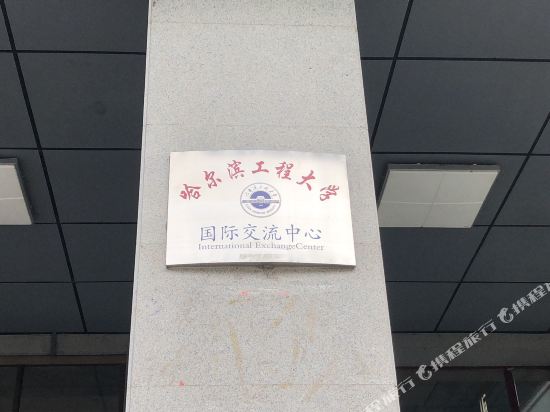 哈尔滨工程大学
国际交流中心
International ExchangeCenter
携程旅行
携程旅行